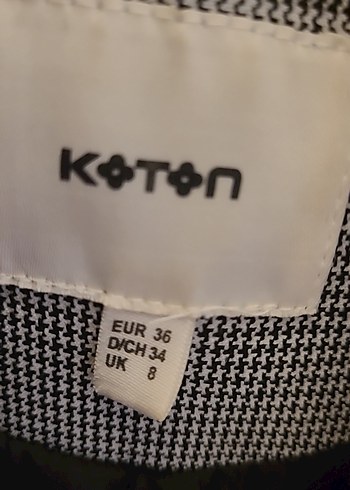 KOTON
EUR 36
D/CH 34
UK 8